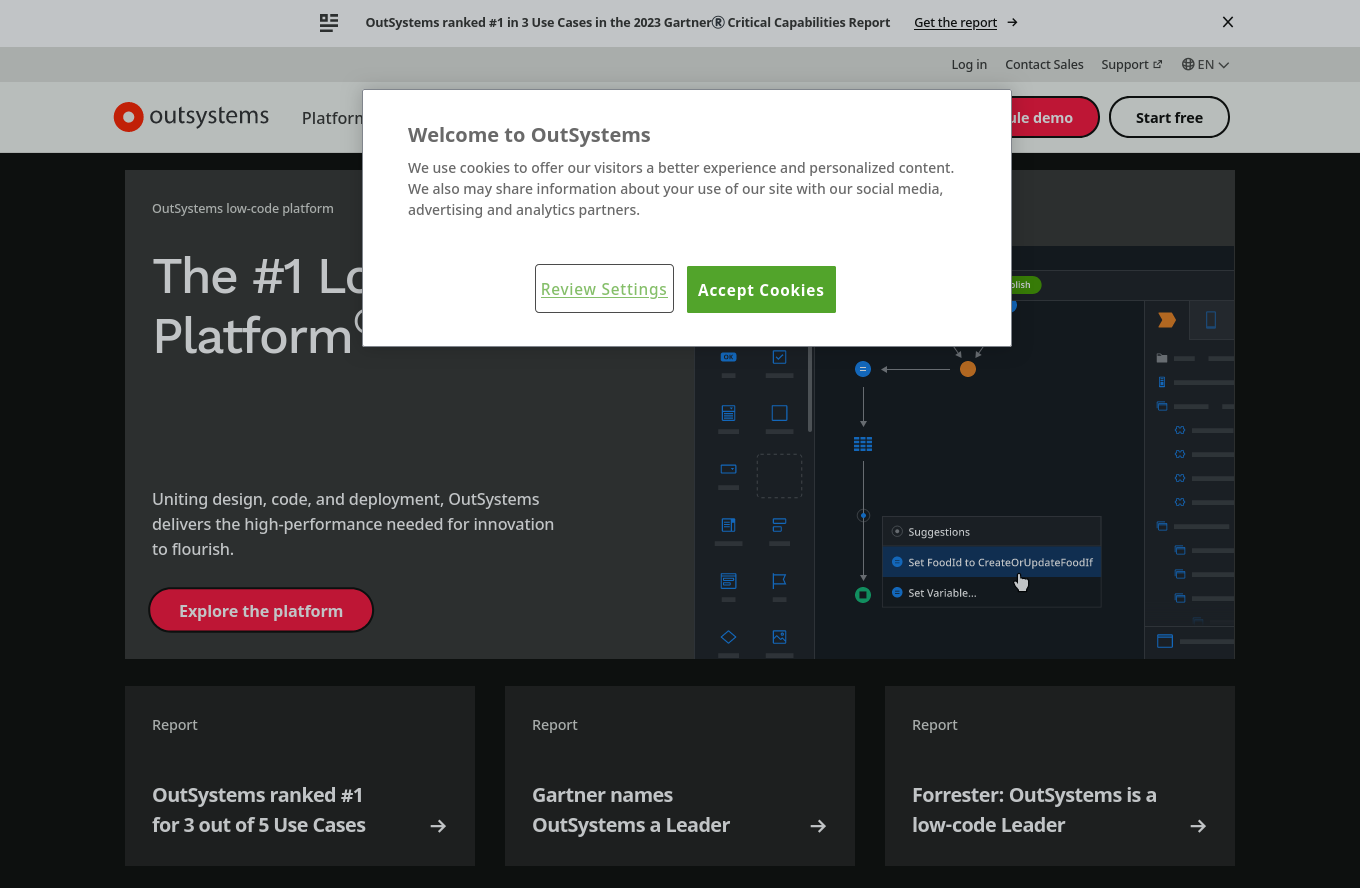 OutSystems ranked #1 in 3 Use Cases in the 2023 Gartner® Critical Capabilities Report Get the report
Log in Contact Sales Support EN
outsystems Platforn ule demo Start free
Welcome to OutSystems
We use cookies to offer our visitors a better experience and personalized content.
We also may share information about your use of our site with our social media,
advertising and analytics partners.
Review Settings Accept Cookies
OutSystems low-code platform
The #1 Lo
Platform
blish
OK
Uniting design, code, and deployment, OutSystems
delivers the high-performance needed for innovation
to flourish.
Explore the platform
Suggestions
Set FoodId to CreateOrUpdateFoodIf
Set Variable...
Report
OutSystems ranked #1
for 3 out of 5 Use Cases
Report
Gartner names
OutSystems a Leader
Report
Forrester: OutSystems is a
low-code Leader